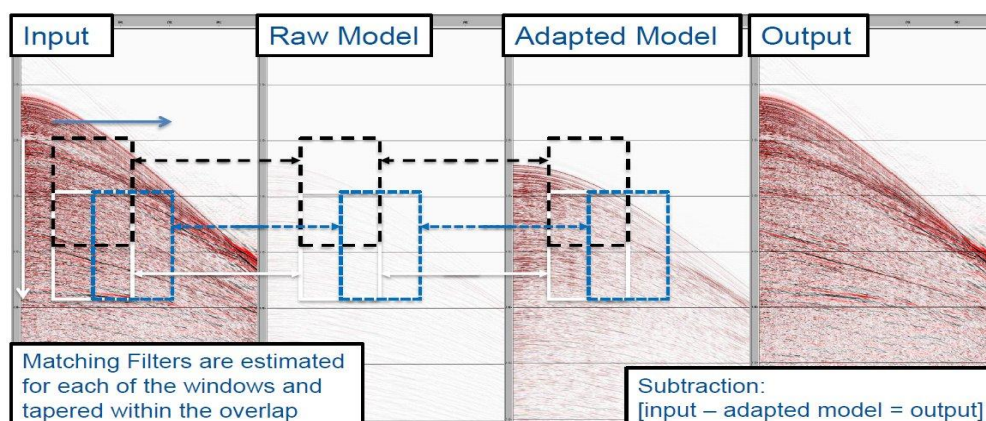 Input
Raw Model
Adapted Model
Output
Matching Filters are estimated
for each of the windows and
tapered within the overlap
Subtraction:
[input – adapted model = output]